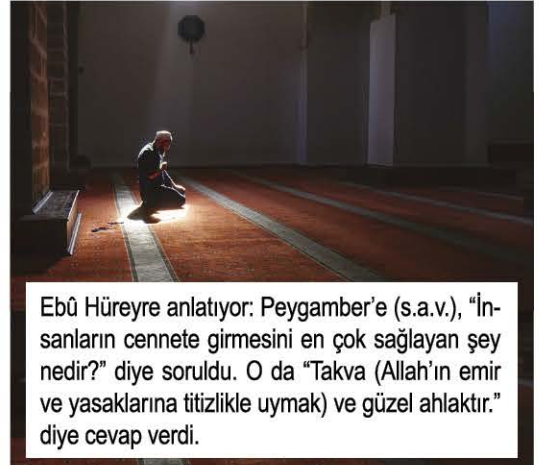 Ebû Hüreyre anlatıyor: Peygamber’e (s.a.v.), “İn-
sanların cennete girmesini en çok sağlayan şey
nedir?” diye soruldu. O da “Takva (Allah’ın emir
ve yasaklarına titizlikle uymak) ve güzel ahlaktır.”
diye cevap verdi.